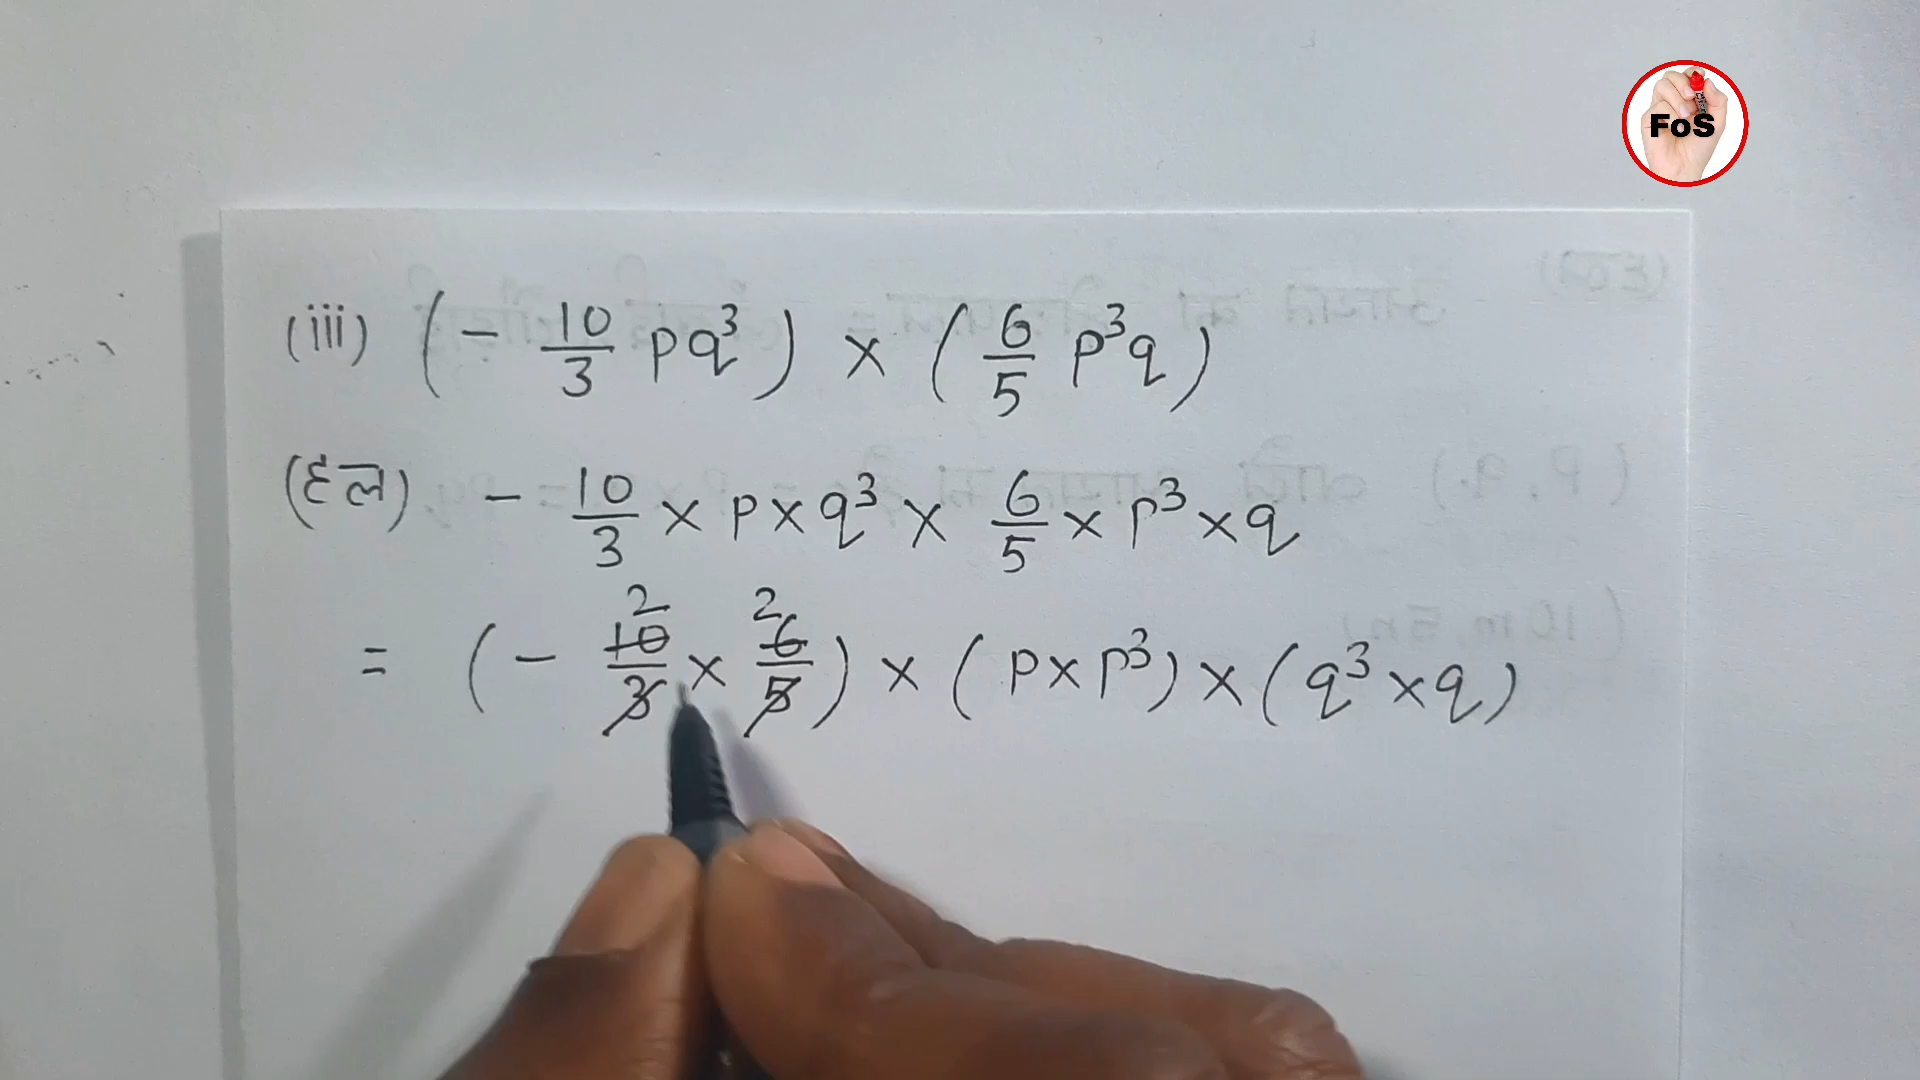 FoS
(iii) (- 10/3 pq³) × (6/5 p³q)
(हल) - 10/3 × p × q³ × 6/5 × p³ × q
2 2
= (- 10/3 × 6/5) × (p × p³) × (q³ × q)